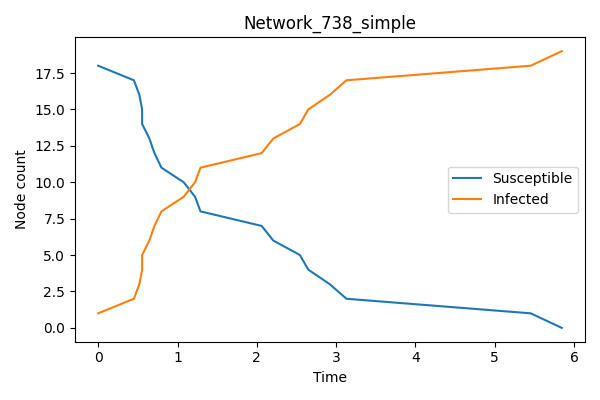 Network_738_simple
Node count
17.5
15.0
12.5
10.0
7.5
5.0
2.5
0.0
Susceptible
Infected
0 1 2 3 4 5 6
Time